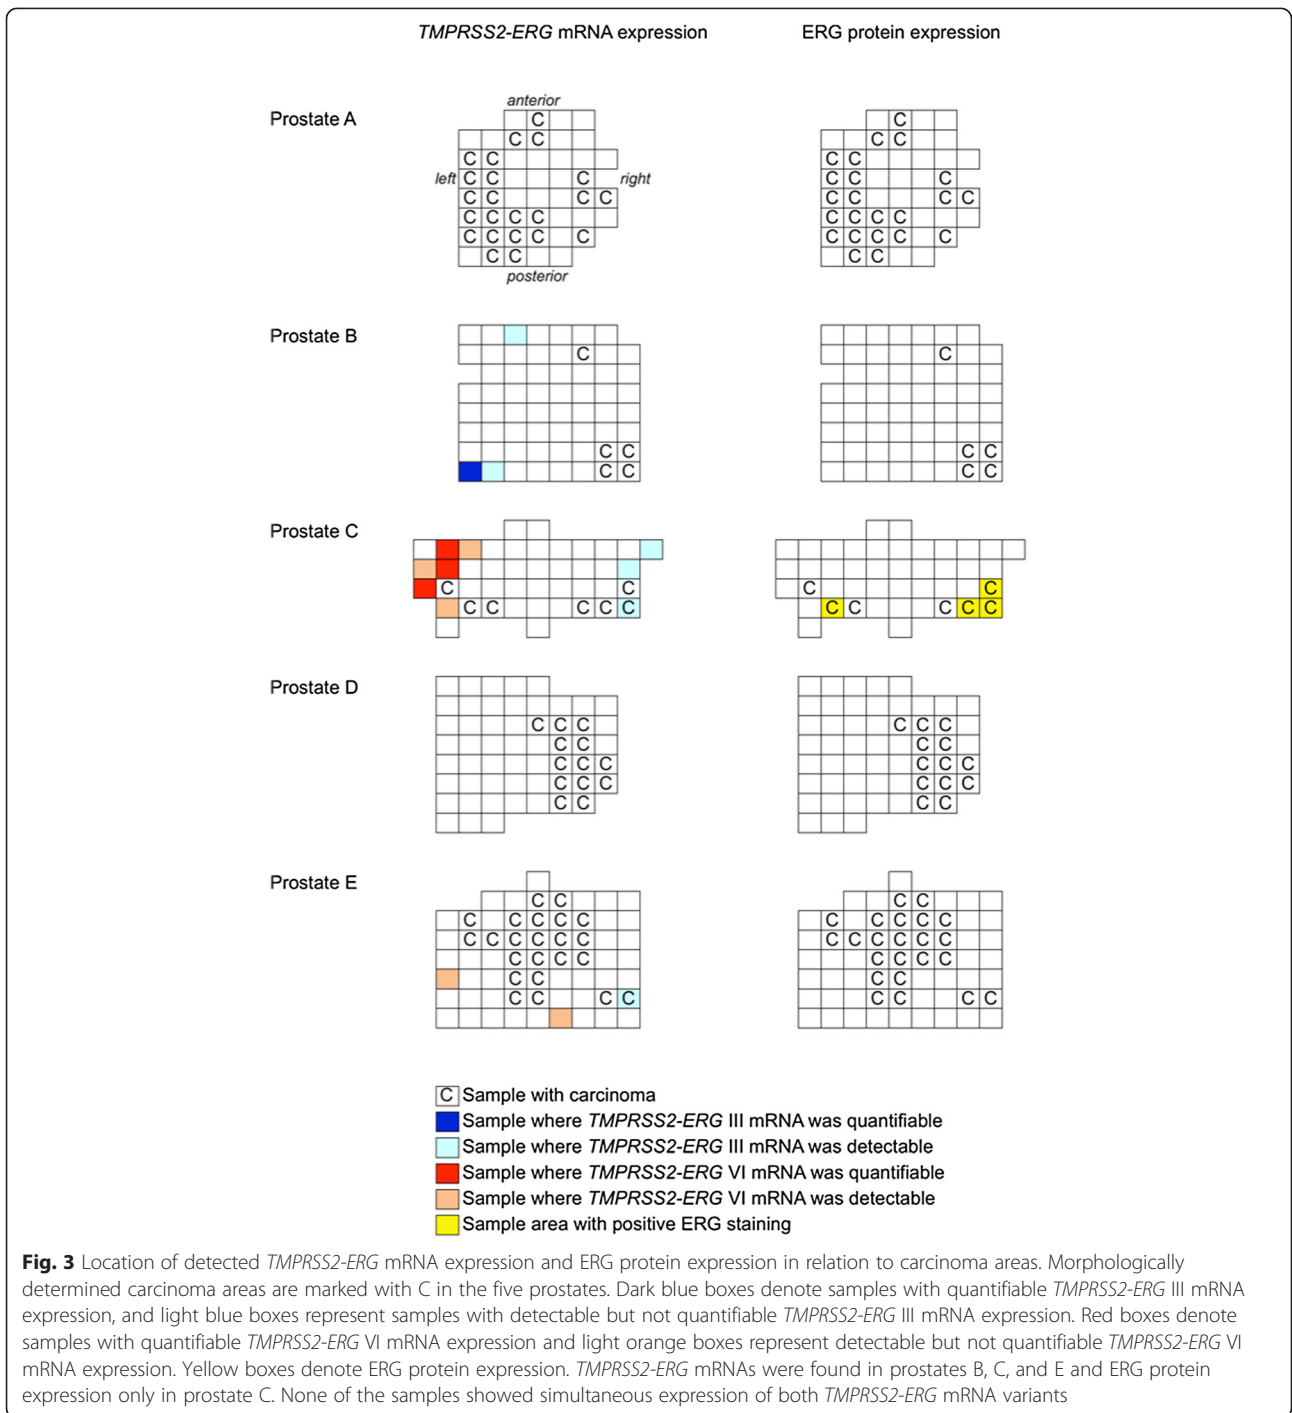 TMPRSS2-ERG mRNA expression ERG protein expression
Prostate A
anterior
C C
C C C C
C C C C
left C C C right C C C
C C C C C C C C
C C C C C C C C
C C C C C C C C C C
C C C C
posterior
Prostate B
C C
C C C C
C C C C
Prostate C
C C C C
C C C C C C C C C C
Prostate D
C C C C C C
C C C C
C C C C C C
C C C C C C
C C C C
Prostate E
C C C C
C C C C C C C C C C
C C C C C C C C C C C C
C C C C C C C C
C C C C
C C C C C C C C
C Sample with carcinoma
Sample where TMPRSS2-ERG III mRNA was quantifiable
Sample where TMPRSS2-ERG III mRNA was detectable
Sample where TMPRSS2-ERG VI mRNA was quantifiable
Sample where TMPRSS2-ERG VI mRNA was detectable
Sample area with positive ERG staining
Fig. 3 Location of detected TMPRSS2-ERG mRNA expression and ERG protein expression in relation to carcinoma areas. Morphologically
determined carcinoma areas are marked with C in the five prostates. Dark blue boxes denote samples with quantifiable TMPRSS2-ERG III mRNA
expression, and light blue boxes represent samples with detectable but not quantifiable TMPRSS2-ERG III mRNA expression. Red boxes denote
samples with quantifiable TMPRSS2-ERG VI mRNA expression and light orange boxes represent detectable but not quantifiable TMPRSS2-ERG VI
mRNA expression. Yellow boxes denote ERG protein expression. TMPRSS2-ERG mRNAs were found in prostates B, C, and E and ERG protein
expression only in prostate C. None of the samples showed simultaneous expression of both TMPRSS2-ERG mRNA variants